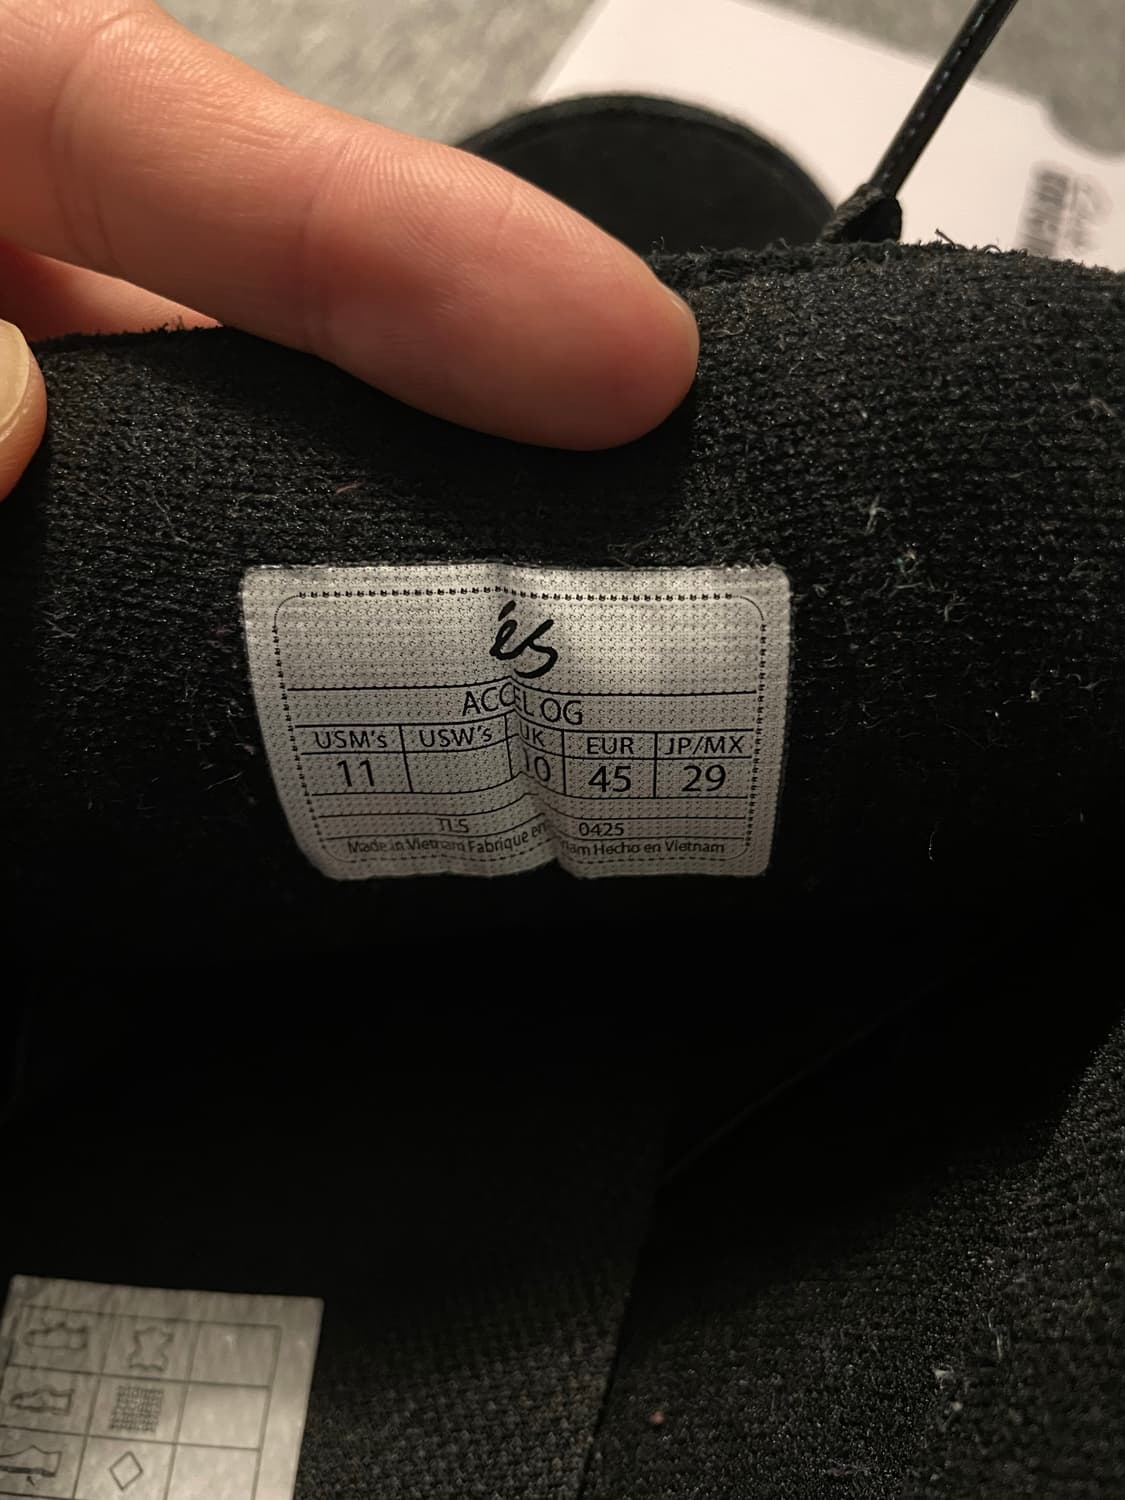 és
ACCEL OG
USM's USW's UK EUR JP/MX
11 10 45 29
TLS 0425
Made in Vietnam Fabrique en Hecho en Vietnam